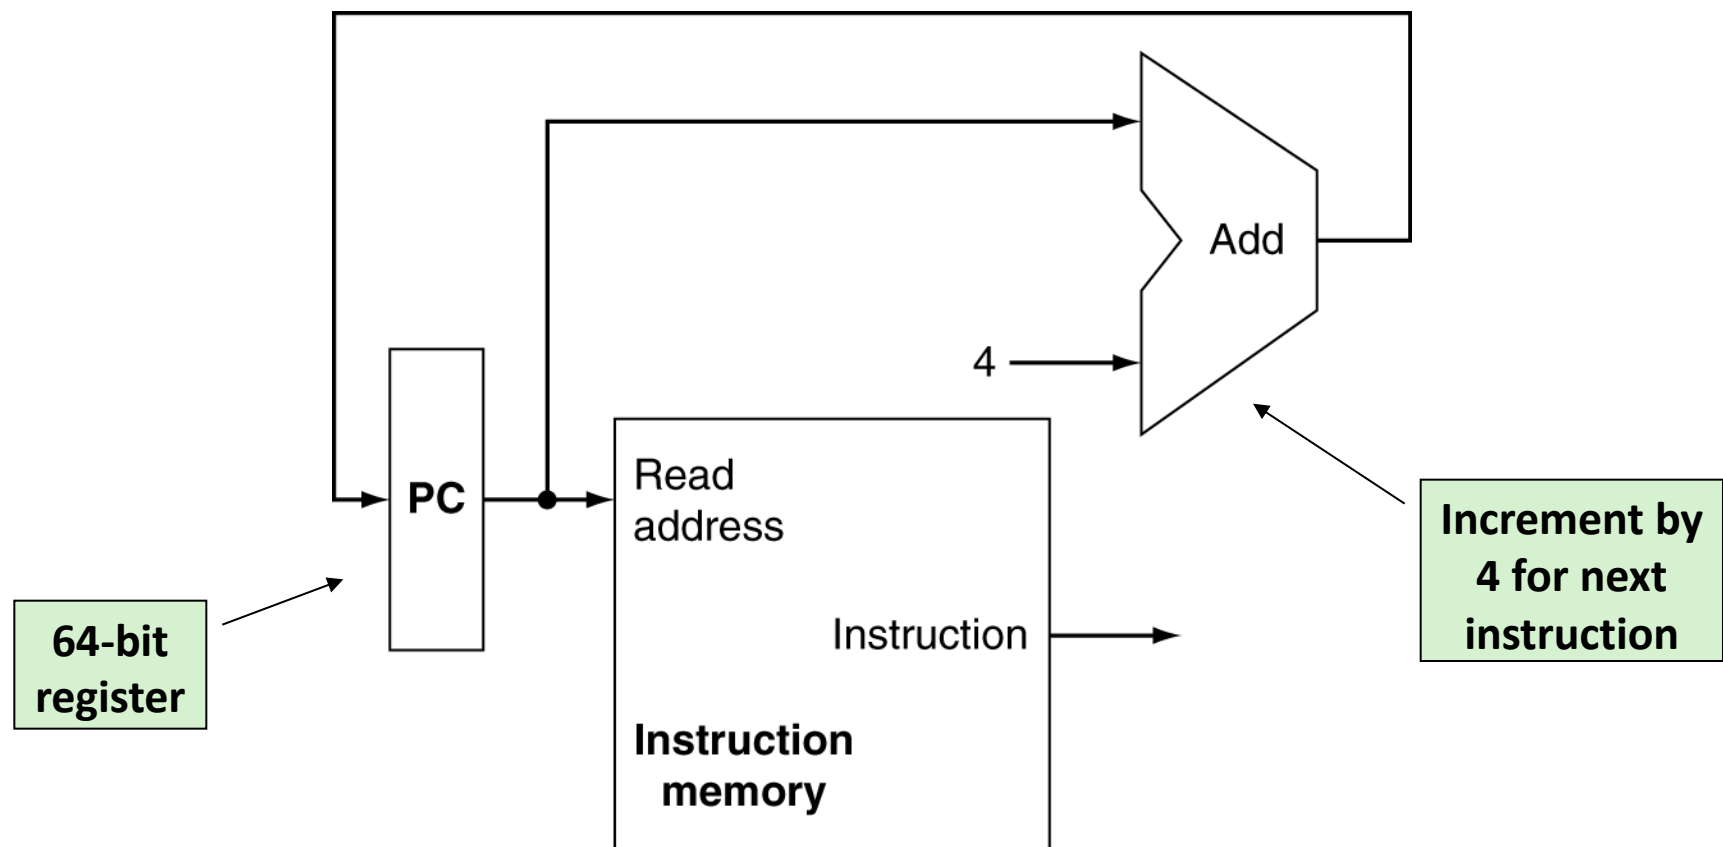 Add
4
PC
Read
address
Increment by
4 for next
instruction
64-bit
register
Instruction
Instruction
memory